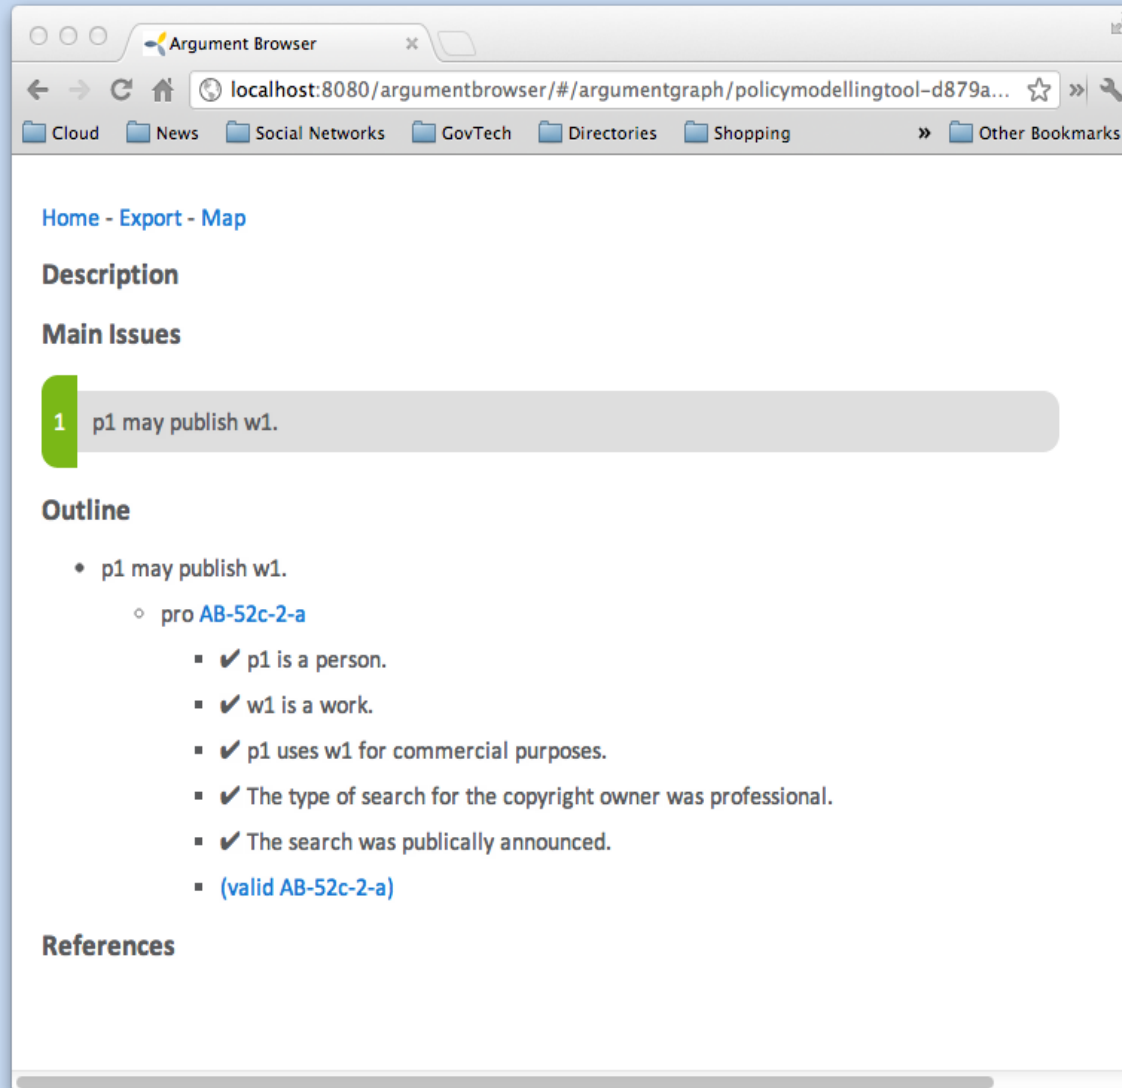 Argument Browser
localhost:8080/argumentbrowser/#/argumentgraph/policymodellingtool-d879a...
Cloud News Social Networks GovTech Directories Shopping » Other Bookmarks
Home - Export - Map
Description
Main Issues
1 p1 may publish w1.
Outline
• p1 may publish w1.
◦ pro AB-52c-2-a
▪ ✔ p1 is a person.
▪ ✔ w1 is a work.
▪ ✔ p1 uses w1 for commercial purposes.
▪ ✔ The type of search for the copyright owner was professional.
▪ ✔ The search was publically announced.
▪ (valid AB-52c-2-a)
References